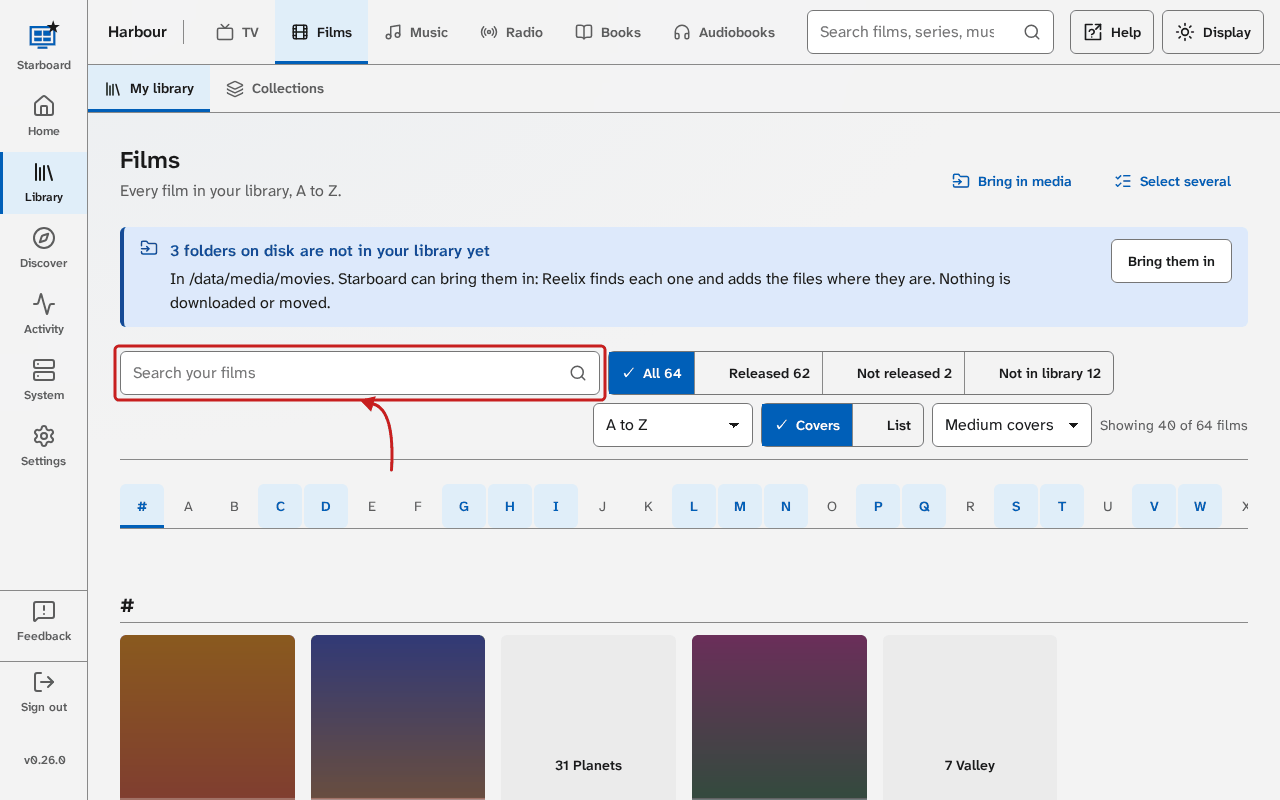 Starboard
Harbour
TV
Films
Music
Radio
Books
Audiobooks
Search films, series, mus
Help
Display
Home
Library
Discover
Activity
System
Settings
Feedback
Sign out
v0.26.0
My library
Collections
Films
Every film in your library, A to Z.
Bring in media
Select several
3 folders on disk are not in your library yet
In /data/media/movies. Starboard can bring them in: Reelix finds each one and adds the files where they are. Nothing is
downloaded or moved.
Bring them in
Search your films
✓ All 64
Released 62
Not released 2
Not in library 12
A to Z
✓ Covers
List
Medium covers
Showing 40 of 64 films
# A B C D E F G H I J K L M N O P Q R S T U V W X
#
31 Planets
7 Valley